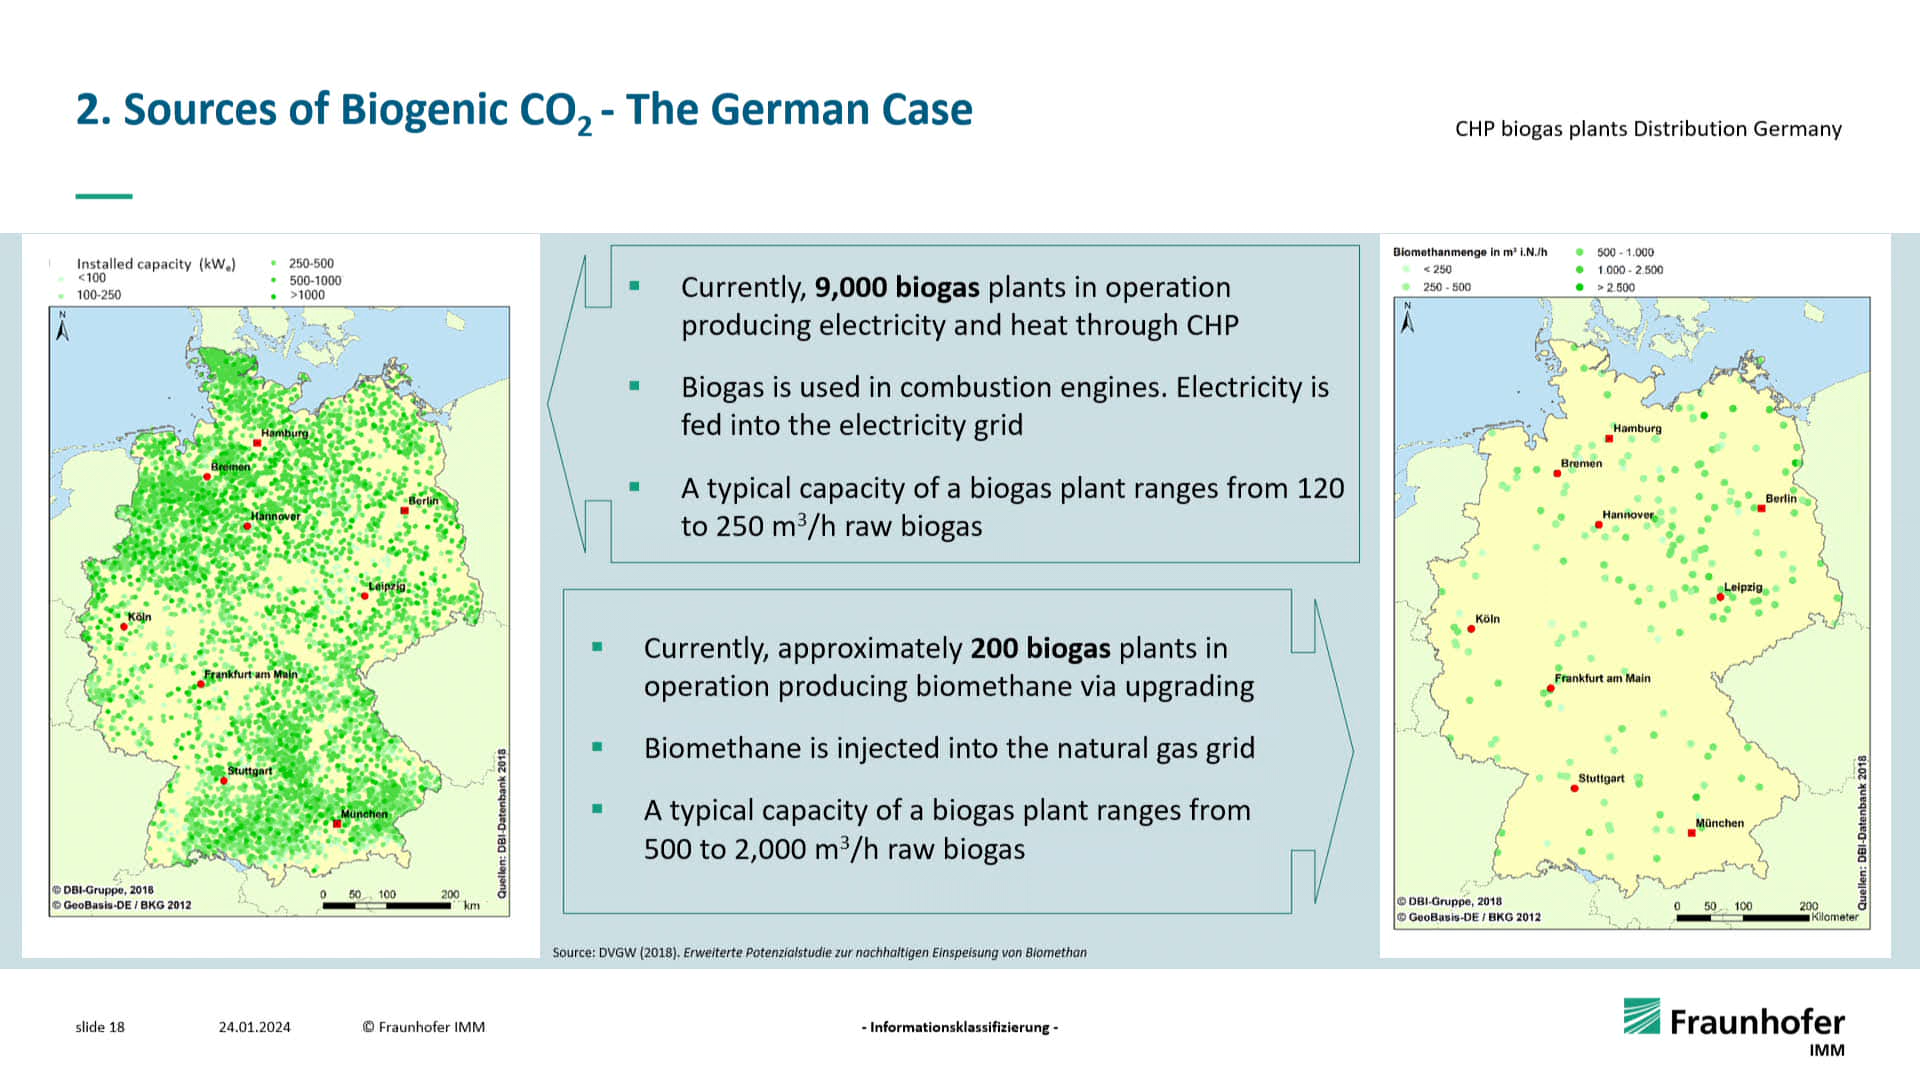 2. Sources of Biogenic CO₂ - The German Case
CHP biogas plants Distribution Germany
Installed capacity (kWₑ)
<100
100-250
250-500
500-1000
>1000
N
Hamburg
Bremen
Berlin
Hannover
Leipzig
Köln
Frankfurt am Main
Stuttgart
München
© DBI-Gruppe, 2018
© GeoBasis-DE / BKG 2012
0 50 100 200
km
Quellen: DBI-Datenbank 2018
Currently, 9,000 biogas plants in operation
producing electricity and heat through CHP
Biogas is used in combustion engines. Electricity is
fed into the electricity grid
A typical capacity of a biogas plant ranges from 120
to 250 m³/h raw biogas
Currently, approximately 200 biogas plants in
operation producing biomethane via upgrading
Biomethane is injected into the natural gas grid
A typical capacity of a biogas plant ranges from
500 to 2,000 m³/h raw biogas
Source: DVGW (2018). Erweiterte Potenzialstudie zur nachhaltigen Einspeisung von Biomethan
Biomethanmenge in m³ i.N./h
< 250
250 - 500
500 - 1.000
1.000 - 2.500
> 2.500
N
Hamburg
Bremen
Berlin
Hannover
Leipzig
Köln
Frankfurt am Main
Stuttgart
München
© DBI-Gruppe, 2018
© GeoBasis-DE / BKG 2012
0 50 100 200
Kilometer
Quellen: DBI-Datenbank 2018
slide 18
24.01.2024
© Fraunhofer IMM
- Informationsklassifizierung -
Fraunhofer
IMM